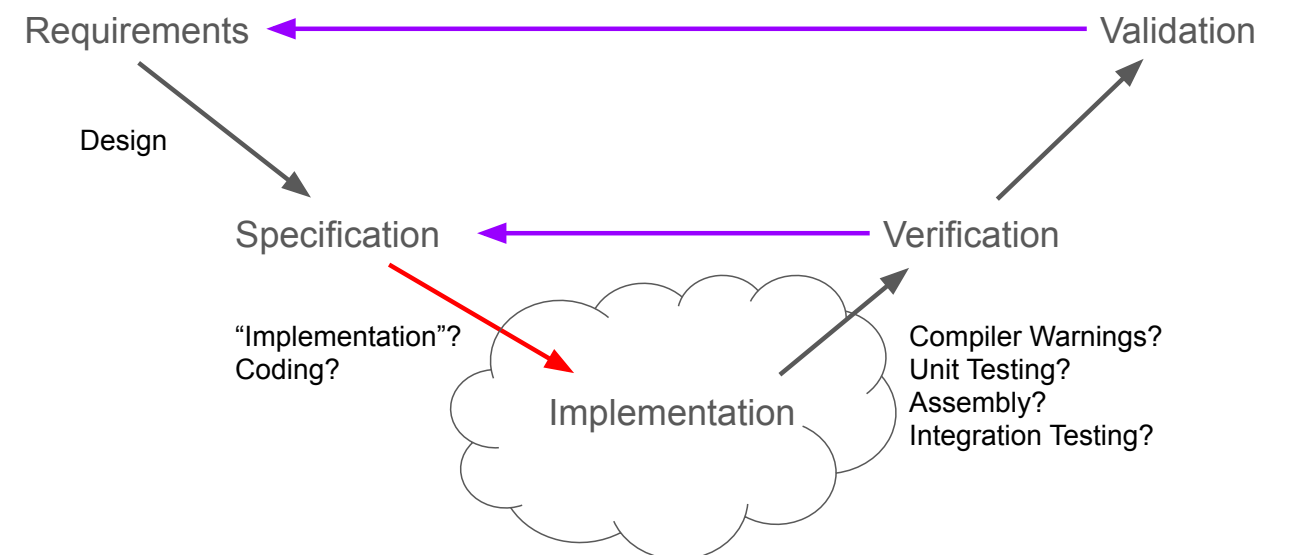 Requirements
Validation
Design
Specification
Verification
“Implementation”?
Coding?
Compiler Warnings?
Unit Testing?
Assembly?
Integration Testing?
Implementation